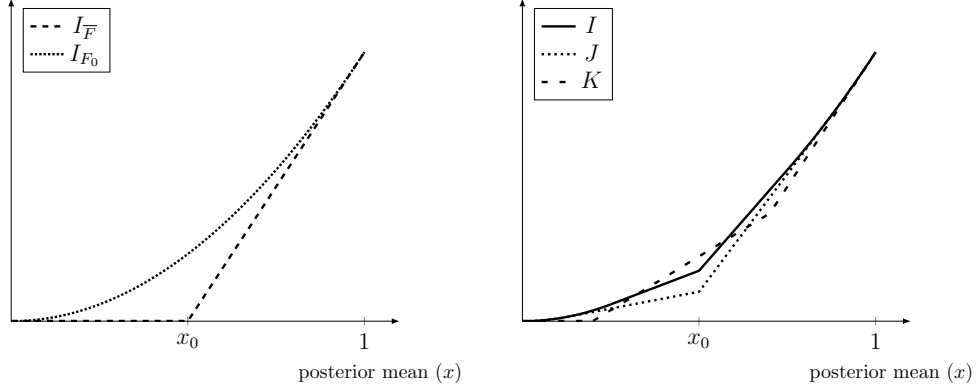 $I_{\overline{F}}$
$I_{F_0}$
$x_0$
1
posterior mean ($x$)
$I$
$J$
$K$
$x_0$
1
posterior mean ($x$)